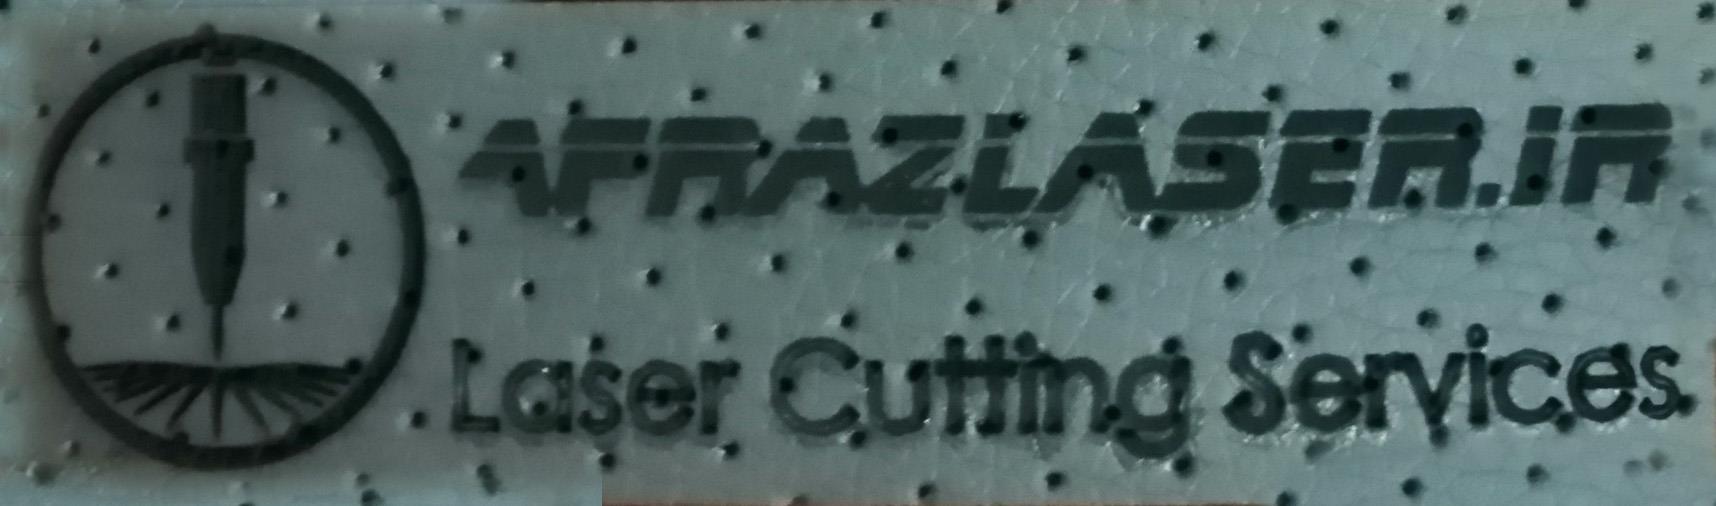 AFRAZLASER.IR
Laser Cutting Services